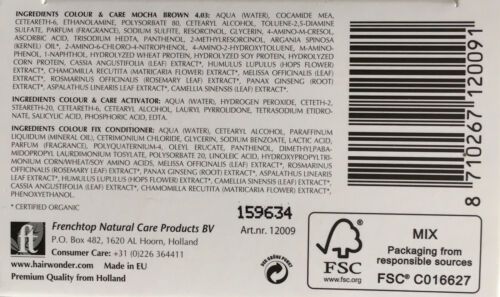 INGREDIENTS COLOUR & CARE MOCHA BROWN 4.03: AQUA (WATER), COCAMIDE MEA,
CETEARETH-6, ETHANOLAMINE, POLYSORBATE 80, CETEARYL ALCOHOL, TOLUENE-2,5-DIAMINE
SULFATE, PARFUM (FRAGRANCE), SODIUM SULFITE, RESORCINOL, GLYCERIN, 4-AMINO-M-CRESOL,
ASCORBIC ACID, TRISODIUM HEDTA, PANTHENOL, 2-METHYLRESORCINOL, ARGANIA SPINOSA
(KERNEL) OIL*, 2-AMINO-6-CHLORO-4-NITROPHENOL, 4-AMINO-2-HYDROXYTOLUENE, M-AMINO-
PHENOL, 1-NAPHTHOL, HYDROLYZED WHEAT PROTEIN, HYDROLYZED SOY PROTEIN, HYDROLYZED
CORN PROTEIN, CASSIA ANGUSTIFOLIA (LEAF) EXTRACT*, HUMULUS LUPULUS (HOPS FLOWER)
EXTRACT*, CHAMOMILLA RECUTITA (MATRICARIA FLOWER) EXTRACT*, MELISSA OFFICINALIS (LEAF)
EXTRACT*, ROSMARINUS OFFICINALIS (ROSEMARY LEAF) EXTRACT*, PANAX GINSENG (ROOT)
EXTRACT*, ASPALATHUS LINEARIS LEAF EXTRACT*, CAMELLIA SINENSIS (LEAF) EXTRACT*.
INGREDIENTS COLOUR & CARE ACTIVATOR: AQUA (WATER), HYDROGEN PEROXIDE, CETETH-2,
STEARETH-20, CETEARETH-6, CETEARYL ALCOHOL, LAURYL PYRROLIDONE, TETRASODIUM ETIDRO-
NATE, SALICYLIC ACID, PHOSPHORIC ACID, EDTA.
INGREDIENTS COLOUR FIX CONDITIONER: AQUA (WATER), CETEARYL ALCOHOL, PARAFFINUM
LIQUIDUM (MINERAL OIL), CETRIMONIUM CHLORIDE, GLYCERIN, SODIUM BENZOATE, LACTIC ACID,
PARFUM (FRAGRANCE), POLYQUATERNIUM-4, OLEYL ERUCATE, PANTHENOL, DIMETHYLPABA-
MIDOPROPYL LAURDIMONIUM TOSYLATE, POLYSORBATE 20, LINOLEIC ACID, HYDROXYPROPYLTRI-
MONIUM CORN/WHEAT/SOY AMINO ACIDS, MELISSA OFFICINALIS (LEAF) EXTRACT*, ROSMARINUS
OFFICINALIS (ROSEMARY LEAF) EXTRACT*, PANAX GINSENG (ROOT) EXTRACT*, ASPALATHUS LINEARIS
LEAF EXTRACT*, HUMULUS LUPULUS (HOPS FLOWER) EXTRACT*, CAMELLIA SINENSIS (LEAF) EXTRACT*,
CASSIA ANGUSTIFOLIA (LEAF) EXTRACT*, CHAMOMILLA RECUTITA (MATRICARIA FLOWER) EXTRACT*,
PHENOXYETHANOL.
* CERTIFIED ORGANIC
8 710267 120091
159634
Art.nr. 12009
ft
Frenchtop Natural Care Products BV
P.O. Box 482, 1620 AL Hoorn, Holland
Consumer Care: +31 (0)226 364411
www.hairwonder.com Made in EU
Premium Quality from Holland
FSC
www.fsc.org
MIX
Packaging from
responsible sources
FSC® C016627